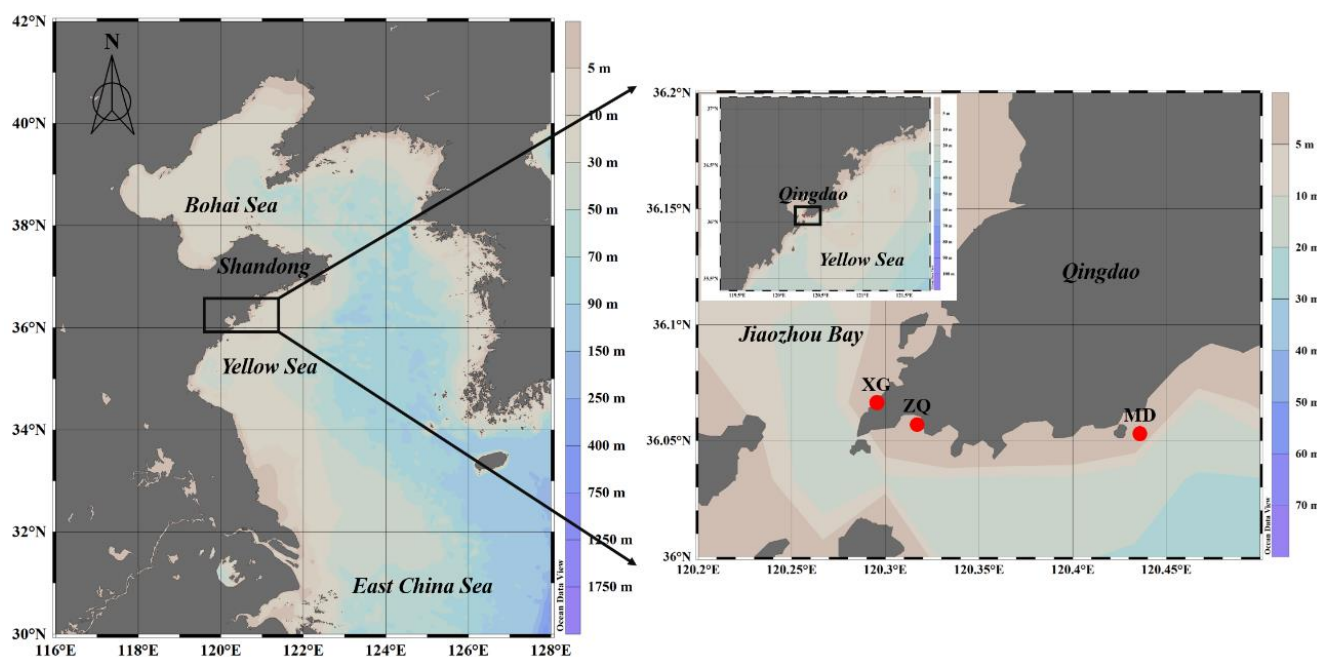 42°N
40°N
38°N
36°N
34°N
32°N
30°N
116°E
118°E
120°E
122°E
124°E
126°E
128°E
N
Bohai Sea
Shandong
Yellow Sea
East China Sea
5 m
10 m
30 m
50 m
70 m
90 m
150 m
250 m
400 m
750 m
1250 m
1750 m
Ocean Data View
36.2°N
36.15°N
36.1°N
36.05°N
36°N
120.2°E
120.25°E
120.3°E
120.35°E
120.4°E
120.45°E
Qingdao
Yellow Sea
Qingdao
Jiaozhou Bay
XG
ZQ
MD
5 m
10 m
20 m
30 m
40 m
50 m
60 m
70 m
Ocean Data View